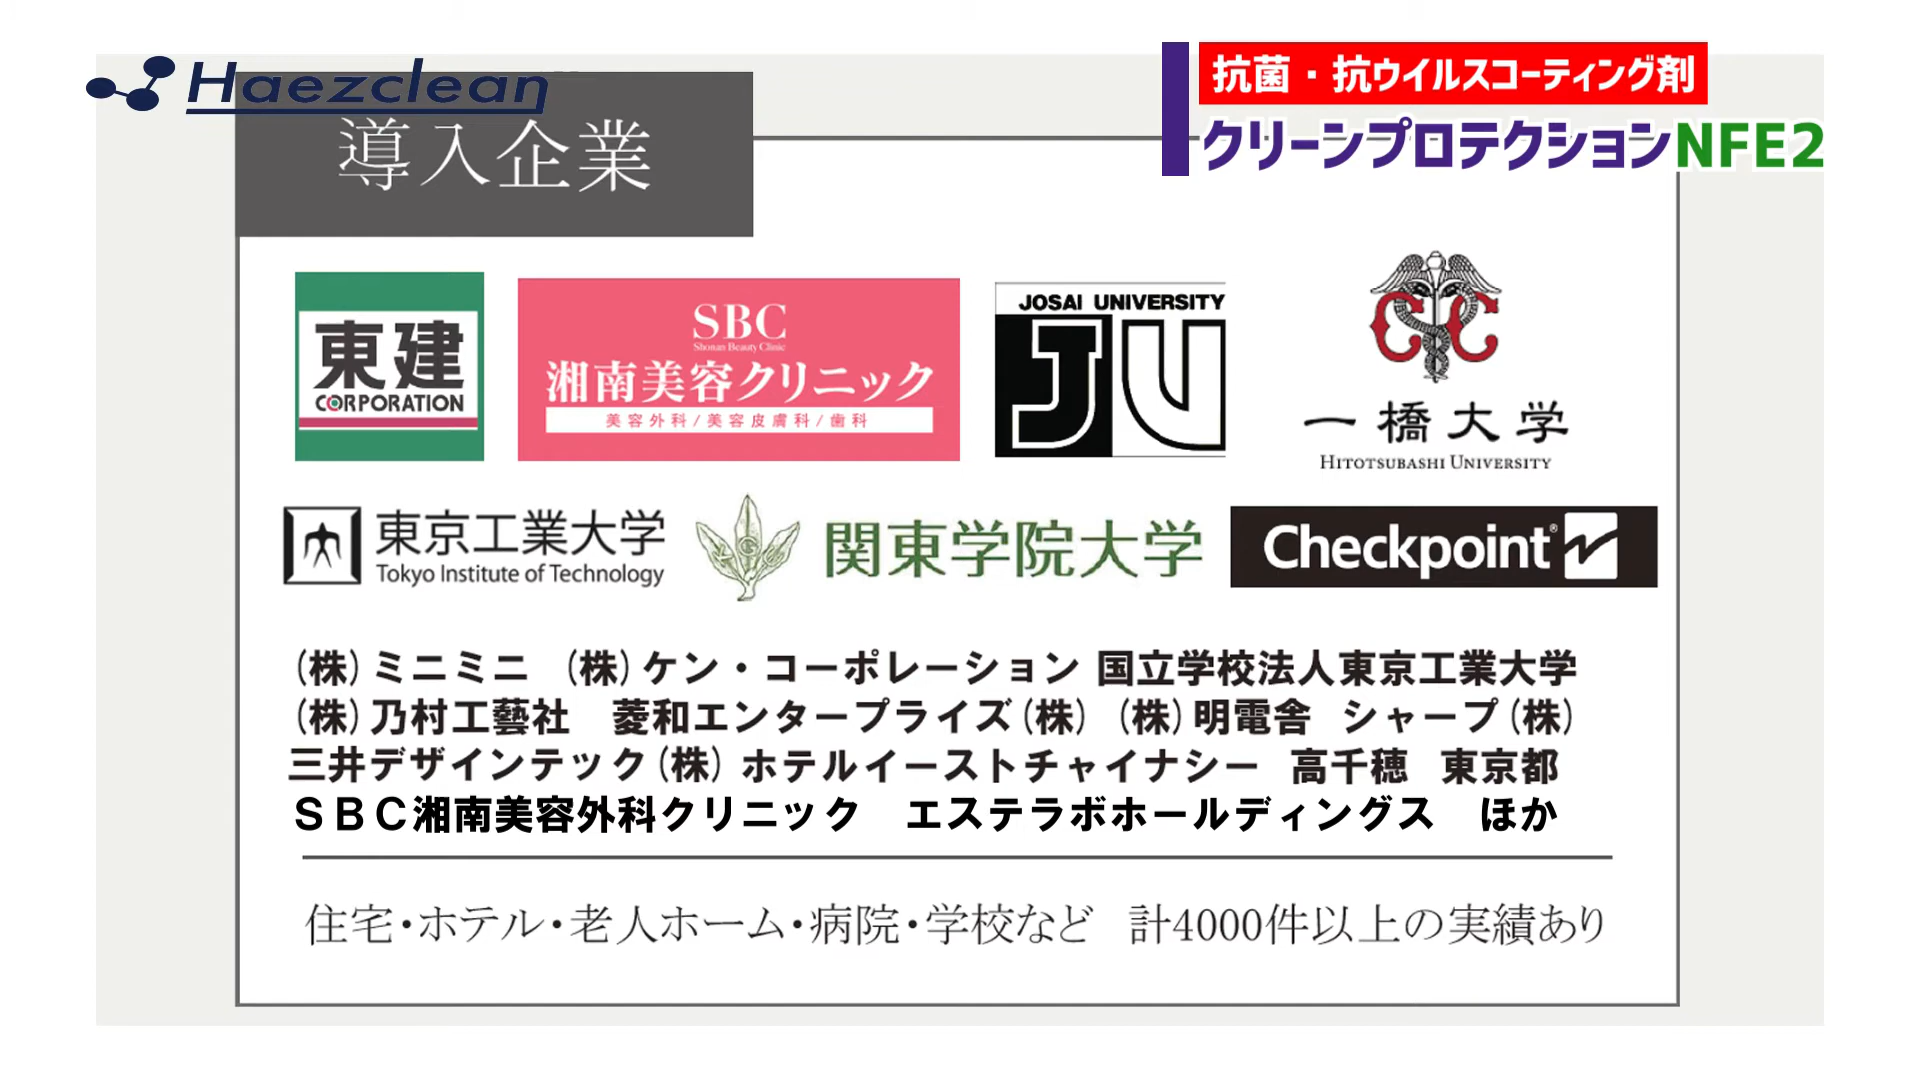 Haezclean
抗菌・抗ウイルスコーティング剤
クリーンプロテクションNFE2
導入企業
東建
CORPORATION
SBC
Shonan Beauty Clinic
湘南美容クリニック
美容外科/美容皮膚科/歯科
JOSAI UNIVERSITY
JU
一橋大学
HITOTSUBASHI UNIVERSITY
東京工業大学
Tokyo Institute of Technology
関東学院大学
Checkpoint®
(株)ミニミニ (株)ケン・コーポレーション 国立学校法人東京工業大学
(株)乃村工藝社 菱和エンタープライズ(株) (株)明電舎 シャープ(株)
三井デザインテック(株) ホテルイーストチャイナシー 高千穂 東京都
ＳＢＣ湘南美容外科クリニック エステラボホールディングス ほか
住宅・ホテル・老人ホーム・病院・学校など 計4000件以上の実績あり